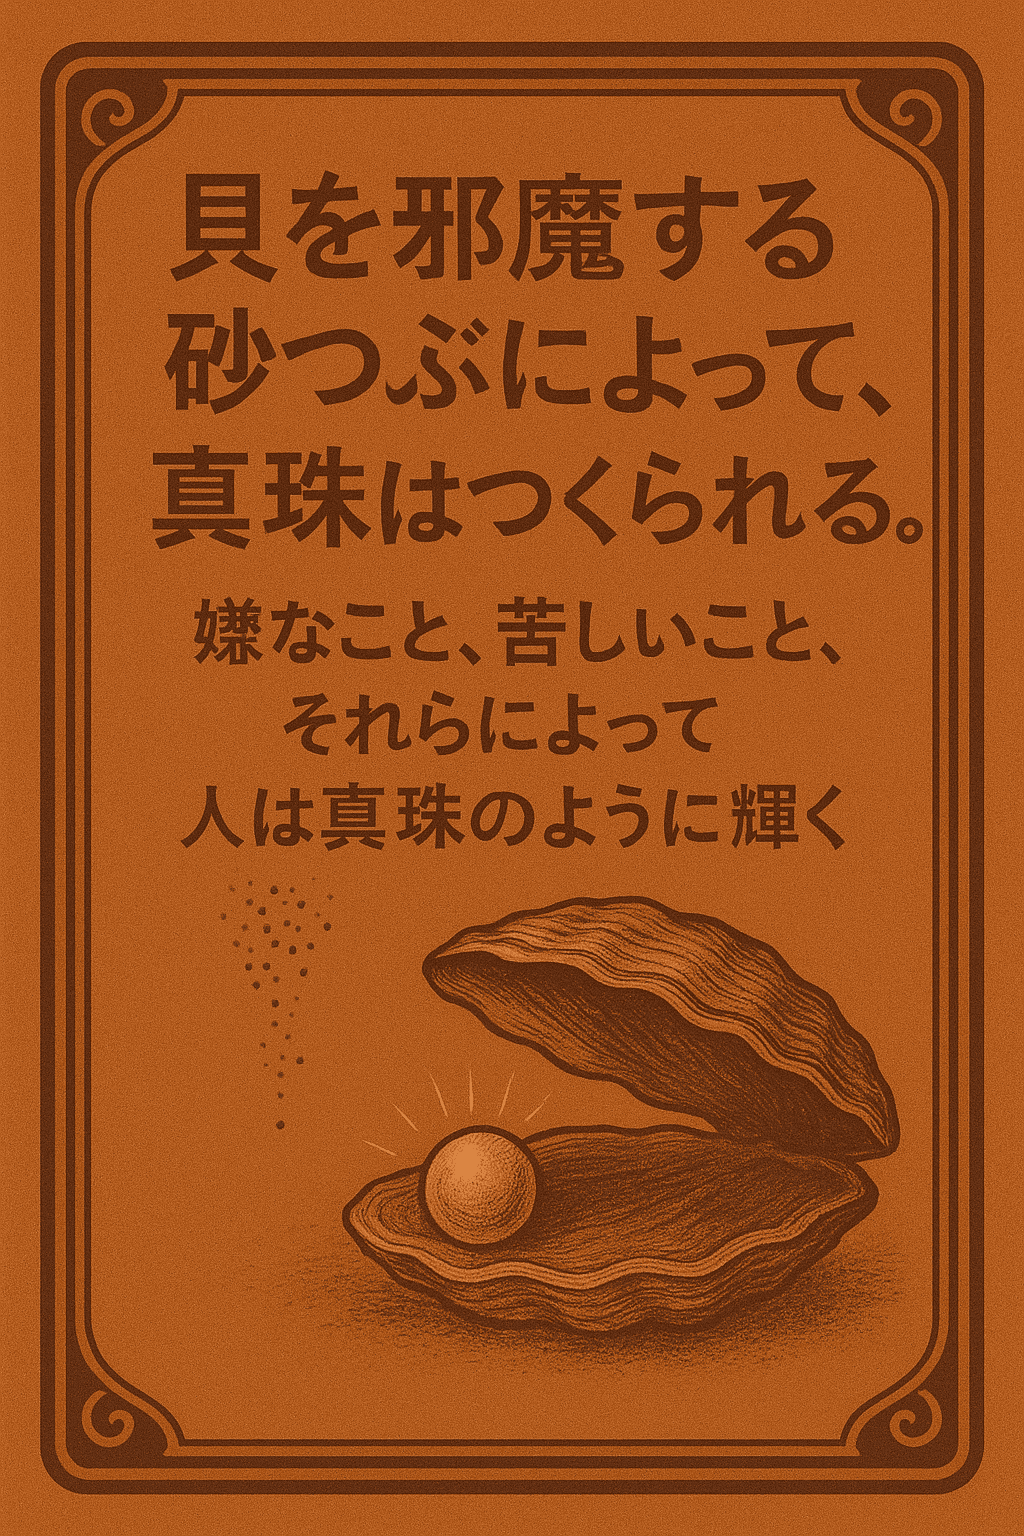 貝を邪魔する
砂つぶによって、
真珠はつくられる。
嫌なこと、苦しいこと、
それらによって
人は真珠のように輝く